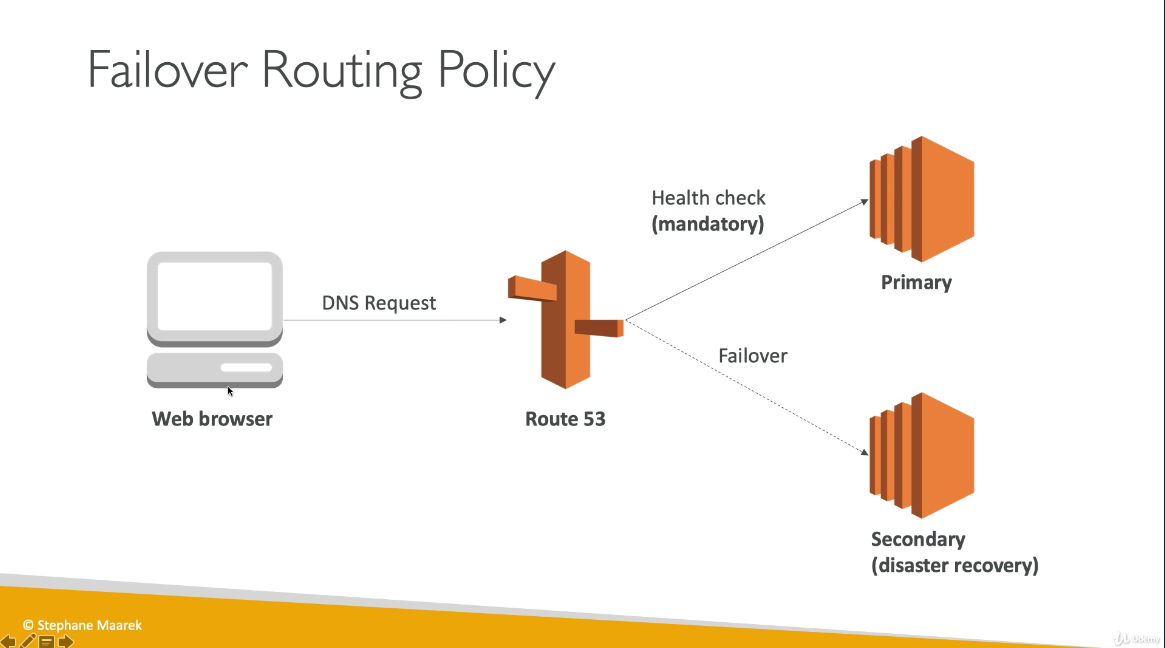 Failover Routing Policy
Health check
(mandatory)
Primary
DNS Request
Failover
Web browser
Route 53
Secondary
(disaster recovery)
© Stephane Maarek
Udemy